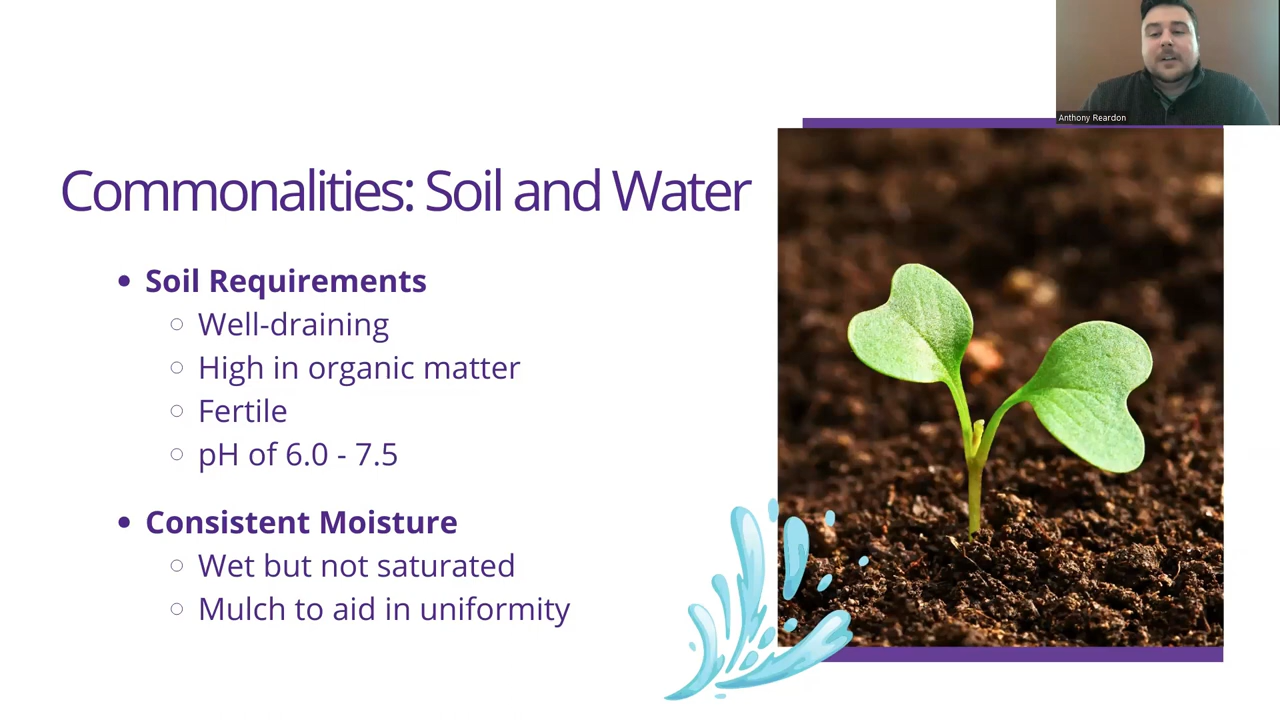 Anthony Reardon
Commonalities: Soil and Water
• Soil Requirements
○ Well-draining
○ High in organic matter
○ Fertile
○ pH of 6.0 - 7.5
• Consistent Moisture
○ Wet but not saturated
○ Mulch to aid in uniformity